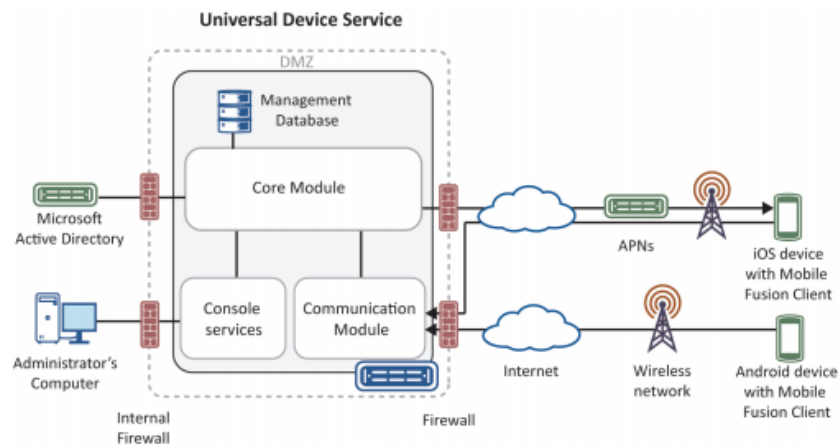 Universal Device Service
DMZ
Management
Database
Core Module
Microsoft
Active Directory
APNs
iOS device
with Mobile
Fusion Client
Console
services
Communication
Module
Administrator's
Computer
Internet
Wireless
network
Android device
with Mobile
Fusion Client
Internal
Firewall
Firewall